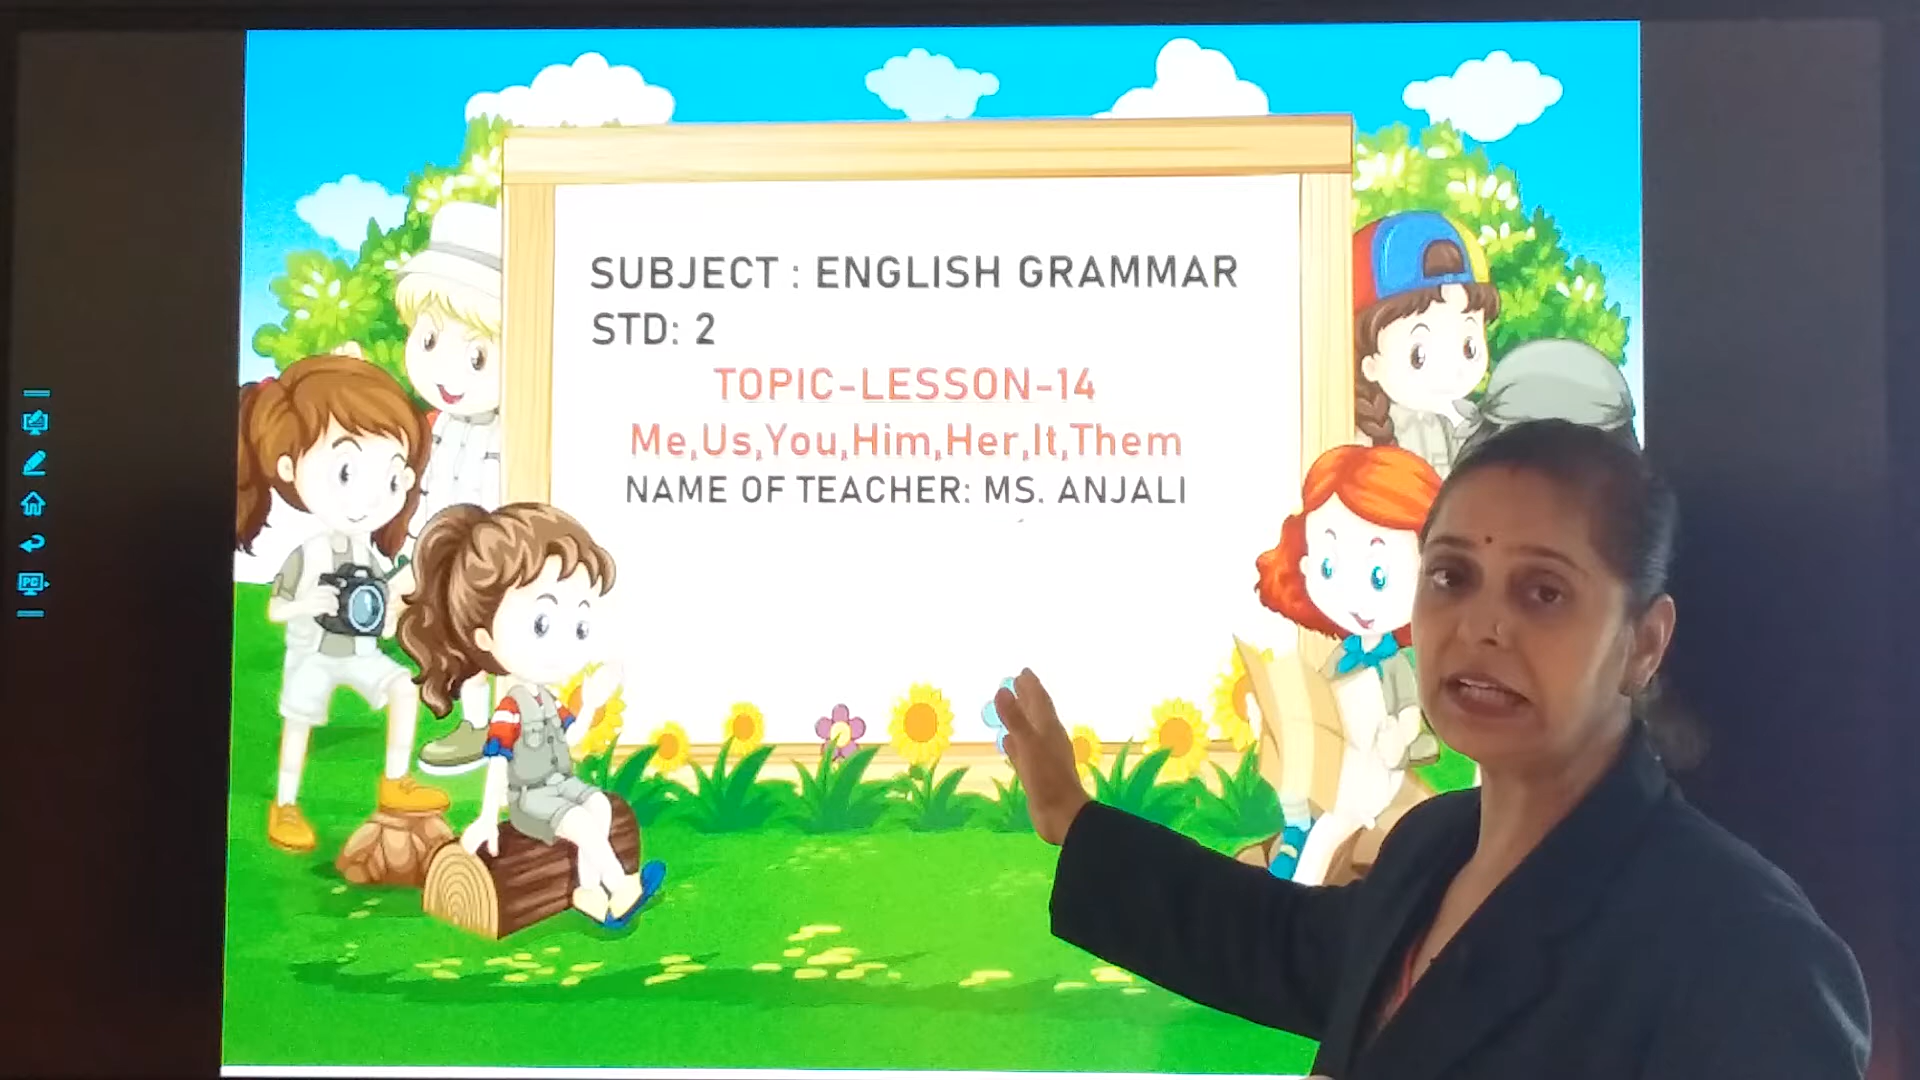 SUBJECT : ENGLISH GRAMMAR
STD: 2
TOPIC-LESSON-14
Me,Us,You,Him,Her,It,Them
NAME OF TEACHER: MS. ANJALI
PC